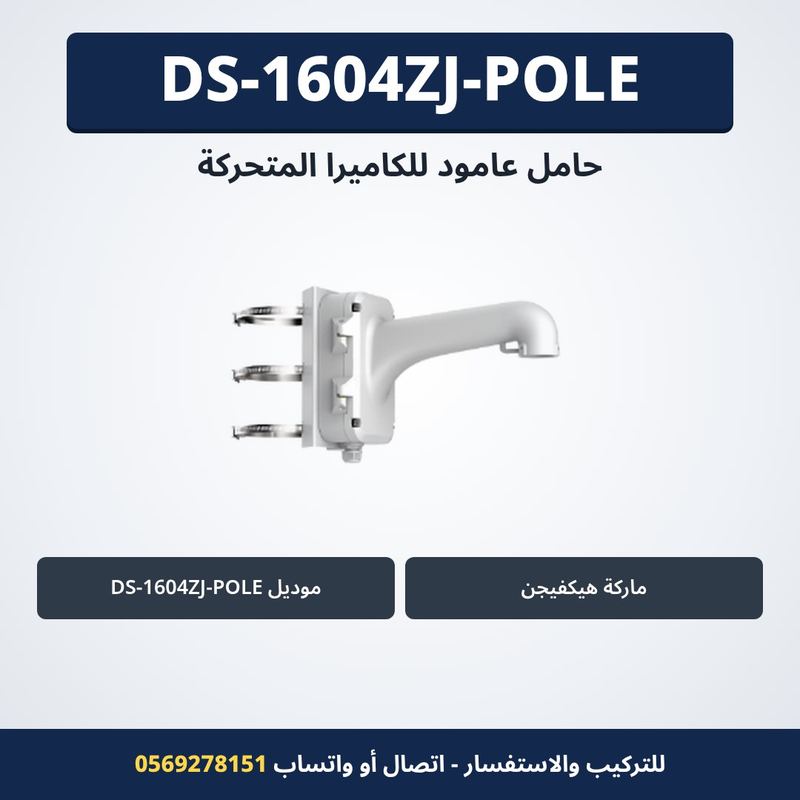 DS-1604ZJ-POLE
حامل عامود للكاميرا المتحركة
ماركة هيكفيجن
موديل DS-1604ZJ-POLE
للتركيب والاستفسار - اتصال أو واتساب 0569278151